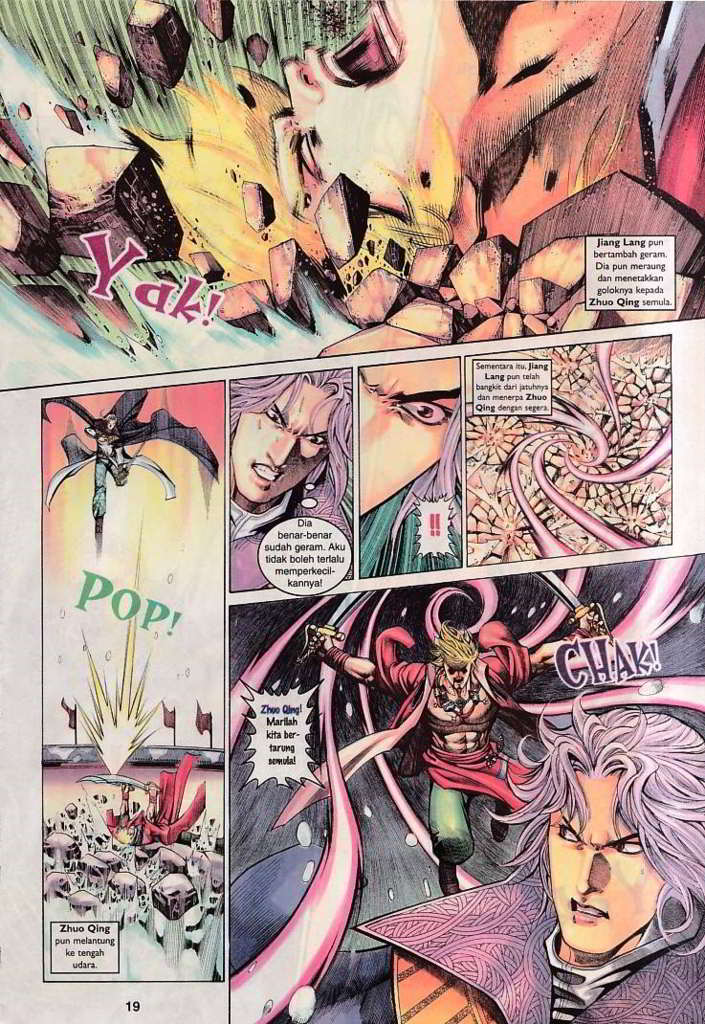 Yak!
Jiang Lang pun
bertambah geram.
Dia pun meraung
dan menetakkan
goloknya kepada
Zhuo Qing semula.
POP!
Zhuo Qing
pun melantung
ke tengah
udara.
Dia
benar-benar
sudah geram. Aku
tidak boleh terlalu
memperkecil-
kannya!
!!
Sementara itu, Jiang
Lang pun telah
bangkit dari jatuhnya
dan menerpa Zhuo
Qing dengan segera.
CHAK!
Zhuo Qing!
Marilah
kita ber-
tarung
semula!
19